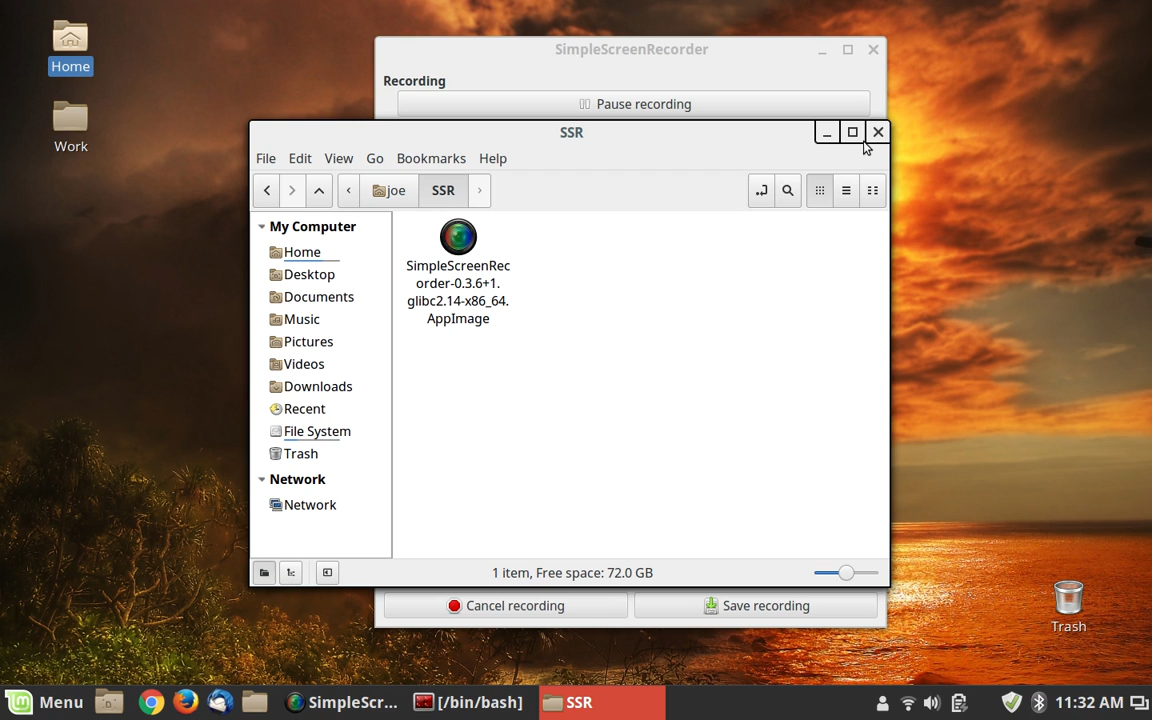 Home
Work
SimpleScreenRecorder
Recording
Pause recording
SSR
File Edit View Go Bookmarks Help
joe SSR
My Computer
Home
Desktop
Documents
Music
Pictures
Videos
Downloads
Recent
File System
Trash
Network
Network
SimpleScreenRec
order-0.3.6+1.
glibc2.14-x86_64.
AppImage
1 item, Free space: 72.0 GB
Cancel recording Save recording
Trash
Menu SimpleScr... [/bin/bash] SSR 11:32 AM